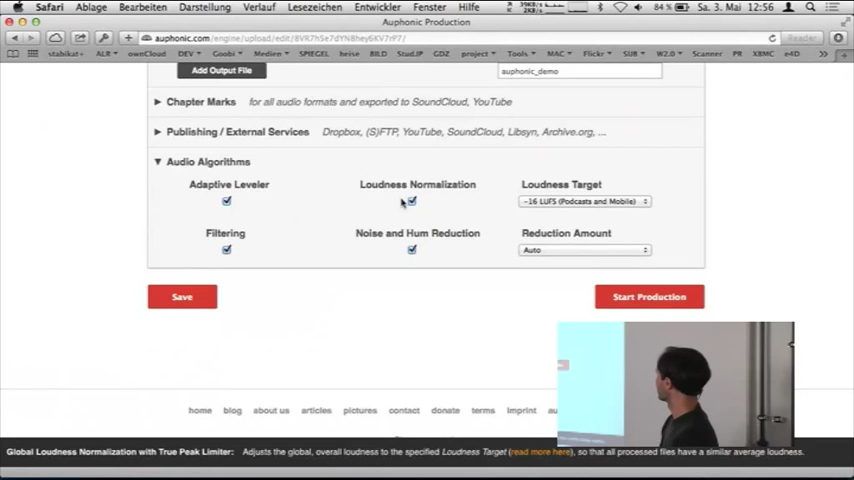 Safari Ablage Bearbeiten Darstellung Verlauf Lesezeichen Entwickler Fenster Hilfe 84 % Sa. 3. Mai 12:56
Auphonic Production
auphonic.com/engine/upload/edit/8VR7hSe7dYN8hey6KV7rP7/ Reader
stabikat+ ALR ownCloud DEV Goobi Medien SPIEGEL heise BILD Stud.IP GDZ project Tools M-ALR Flickr SUB W2.0 Scanner PR XBMC e4D
Add Output File auphonic_demo
Chapter Marks for all audio formats and exported to SoundCloud, YouTube
Publishing / External Services Dropbox, (S)FTP, YouTube, SoundCloud, Libsyn, Archive.org, ...
Audio Algorithms
Adaptive Leveler Loudness Normalization Loudness Target
-16 LUFS (Podcasts and Mobile)
Filtering Noise and Hum Reduction Reduction Amount
Auto
Save Start Production
home blog about us articles pictures contact donate terms imprint
Global Loudness Normalization with True Peak Limiter: Adjusts the global, overall loudness to the specified Loudness Target (read more here), so that all processed files have a similar average loudness.